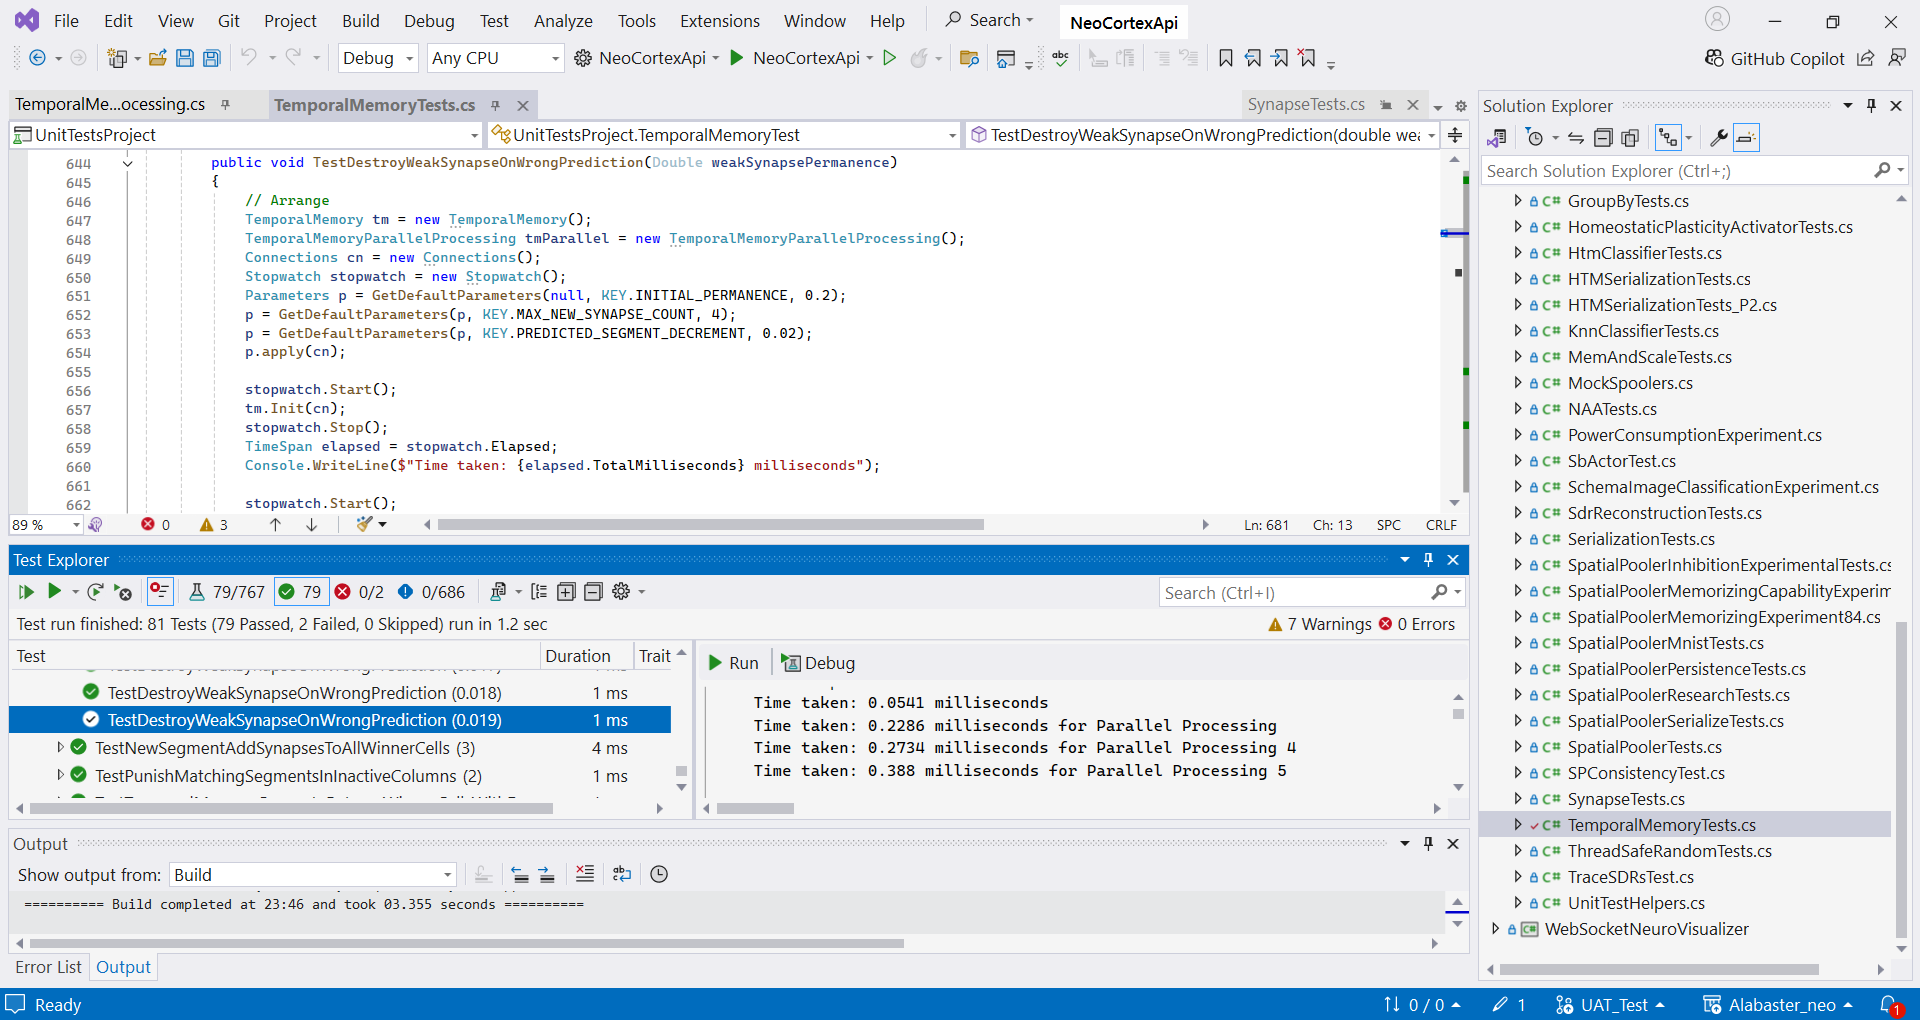 File Edit View Git Project Build Debug Test Analyze Tools Extensions Window Help Search NeoCortexApi
Debug Any CPU NeoCortexApi NeoCortexApi GitHub Copilot
TemporalMe...ocessing.cs TemporalMemoryTests.cs SynapseTests.cs
UnitTestsProject UnitTestsProject.TemporalMemoryTest TestDestroyWeakSynapseOnWrongPrediction(double wea
644 public void TestDestroyWeakSynapseOnWrongPrediction(Double weakSynapsePermanence)
645 {
646 // Arrange
647 TemporalMemory tm = new TemporalMemory();
648 TemporalMemoryParallelProcessing tmParallel = new TemporalMemoryParallelProcessing();
649 Connections cn = new Connections();
650 Stopwatch stopwatch = new Stopwatch();
651 Parameters p = GetDefaultParameters(null, KEY.INITIAL_PERMANENCE, 0.2);
652 p = GetDefaultParameters(p, KEY.MAX_NEW_SYNAPSE_COUNT, 4);
653 p = GetDefaultParameters(p, KEY.PREDICTED_SEGMENT_DECREMENT, 0.02);
654 p.apply(cn);
655
656 stopwatch.Start();
657 tm.Init(cn);
658 stopwatch.Stop();
659 TimeSpan elapsed = stopwatch.Elapsed;
660 Console.WriteLine($"Time taken: {elapsed.TotalMilliseconds} milliseconds");
661
662 stopwatch.Start();
89 % 0 3 Ln: 681 Ch: 13 SPC CRLF
Test Explorer
79/767 79 0/2 0/686 Search (Ctrl+I)
Test run finished: 81 Tests (79 Passed, 2 Failed, 0 Skipped) run in 1.2 sec 7 Warnings 0 Errors
Test Duration Trait
TestDestroyWeakSynapseOnWrongPrediction (0.018) 1 ms
TestDestroyWeakSynapseOnWrongPrediction (0.019) 1 ms
TestNewSegmentAddSynapsesToAllWinnerCells (3) 4 ms
TestPunishMatchingSegmentsInInactiveColumns (2) 1 ms
Run Debug
Time taken: 0.0541 milliseconds
Time taken: 0.2286 milliseconds for Parallel Processing
Time taken: 0.2734 milliseconds for Parallel Processing 4
Time taken: 0.388 milliseconds for Parallel Processing 5
Output
Show output from: Build
========== Build completed at 23:46 and took 03.355 seconds ==========
Error List Output
Solution Explorer
Search Solution Explorer (Ctrl+;)
C# GroupByTests.cs
C# HomeostaticPlasticityActivatorTests.cs
C# HtmClassifierTests.cs
C# HTMSerializationTests.cs
C# HTMSerializationTests_P2.cs
C# KnnClassifierTests.cs
C# MemAndScaleTests.cs
C# MockSpoolers.cs
C# NAATests.cs
C# PowerConsumptionExperiment.cs
C# SbActorTest.cs
C# SchemaImageClassificationExperiment.cs
C# SdrReconstructionTests.cs
C# SerializationTests.cs
C# SpatialPoolerInhibitionExperimentalTests.cs
C# SpatialPoolerMemorizingCapabilityExperim
C# SpatialPoolerMemorizingExperiment84.cs
C# SpatialPoolerMnistTests.cs
C# SpatialPoolerPersistenceTests.cs
C# SpatialPoolerResearchTests.cs
C# SpatialPoolerSerializeTests.cs
C# SpatialPoolerTests.cs
C# SPConsistencyTest.cs
C# SynapseTests.cs
C# TemporalMemoryTests.cs
C# ThreadSafeRandomTests.cs
C# TraceSDRsTest.cs
C# UnitTestHelpers.cs
C# WebSocketNeuroVisualizer
Ready 0 / 0 1 UAT_Test Alabaster_neo 1